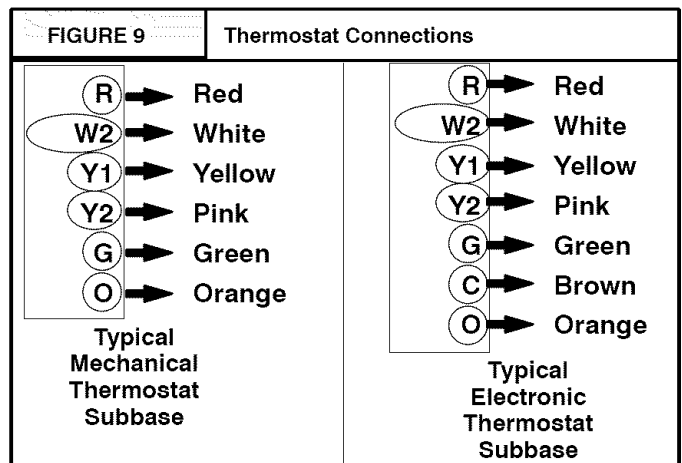 FIGURE 9
Thermostat Connections
R Red
W2 White
Y1 Yellow
Y2 Pink
G Green
O Orange
Typical
Mechanical
Thermostat
Subbase
R Red
W2 White
Y1 Yellow
Y2 Pink
G Green
C Brown
O Orange
Typical
Electronic
Thermostat
Subbase